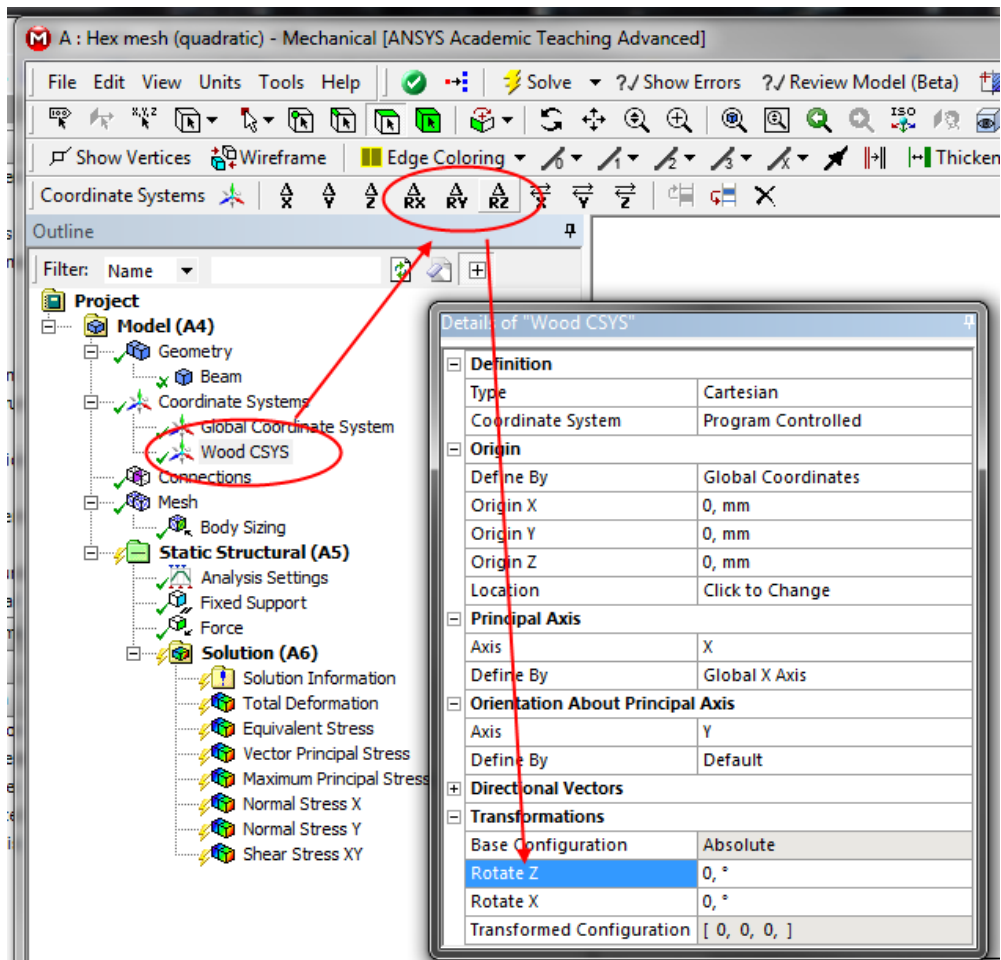 A : Hex mesh (quadratic) - Mechanical [ANSYS Academic Teaching Advanced]
File Edit View Units Tools Help Solve ?/ Show Errors ?/ Review Model (Beta)
X,Y,Z ISO
Show Vertices Wireframe Edge Coloring 0 1 2 3 X Thicken
Coordinate Systems X Y Z RX RY RZ X Y Z
Outline
Filter: Name
Project
Model (A4)
Geometry
Beam
Coordinate Systems
Global Coordinate System
Wood CSYS
Connections
Mesh
Body Sizing
Static Structural (A5)
Analysis Settings
Fixed Support
Force
Solution (A6)
Solution Information
Total Deformation
Equivalent Stress
Vector Principal Stress
Maximum Principal Stress
Normal Stress X
Normal Stress Y
Shear Stress XY
Details of "Wood CSYS"
Definition
Type Cartesian
Coordinate System Program Controlled
Origin
Define By Global Coordinates
Origin X 0, mm
Origin Y 0, mm
Origin Z 0, mm
Location Click to Change
Principal Axis
Axis X
Define By Global X Axis
Orientation About Principal Axis
Axis Y
Define By Default
Directional Vectors
Transformations
Base Configuration Absolute
Rotate Z 0, °
Rotate X 0, °
Transformed Configuration [ 0, 0, 0, ]